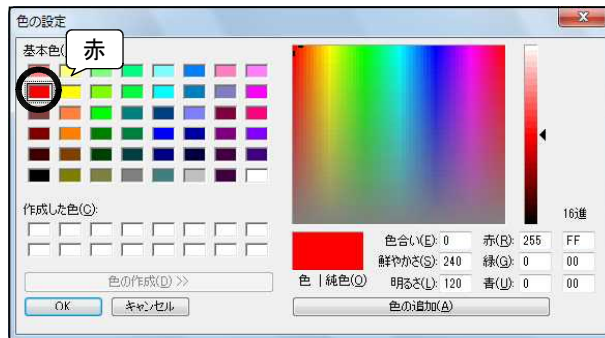 色の設定
基本色(
赤
作成した色(C):
色の作成(D) >>
OK
キャンセル
16進
色合い(E): 0
赤(R): 255
FF
鮮やかさ(S): 240
緑(G): 0
00
色 | 純色(O)
明るさ(L): 120
青(U): 0
00
色の追加(A)